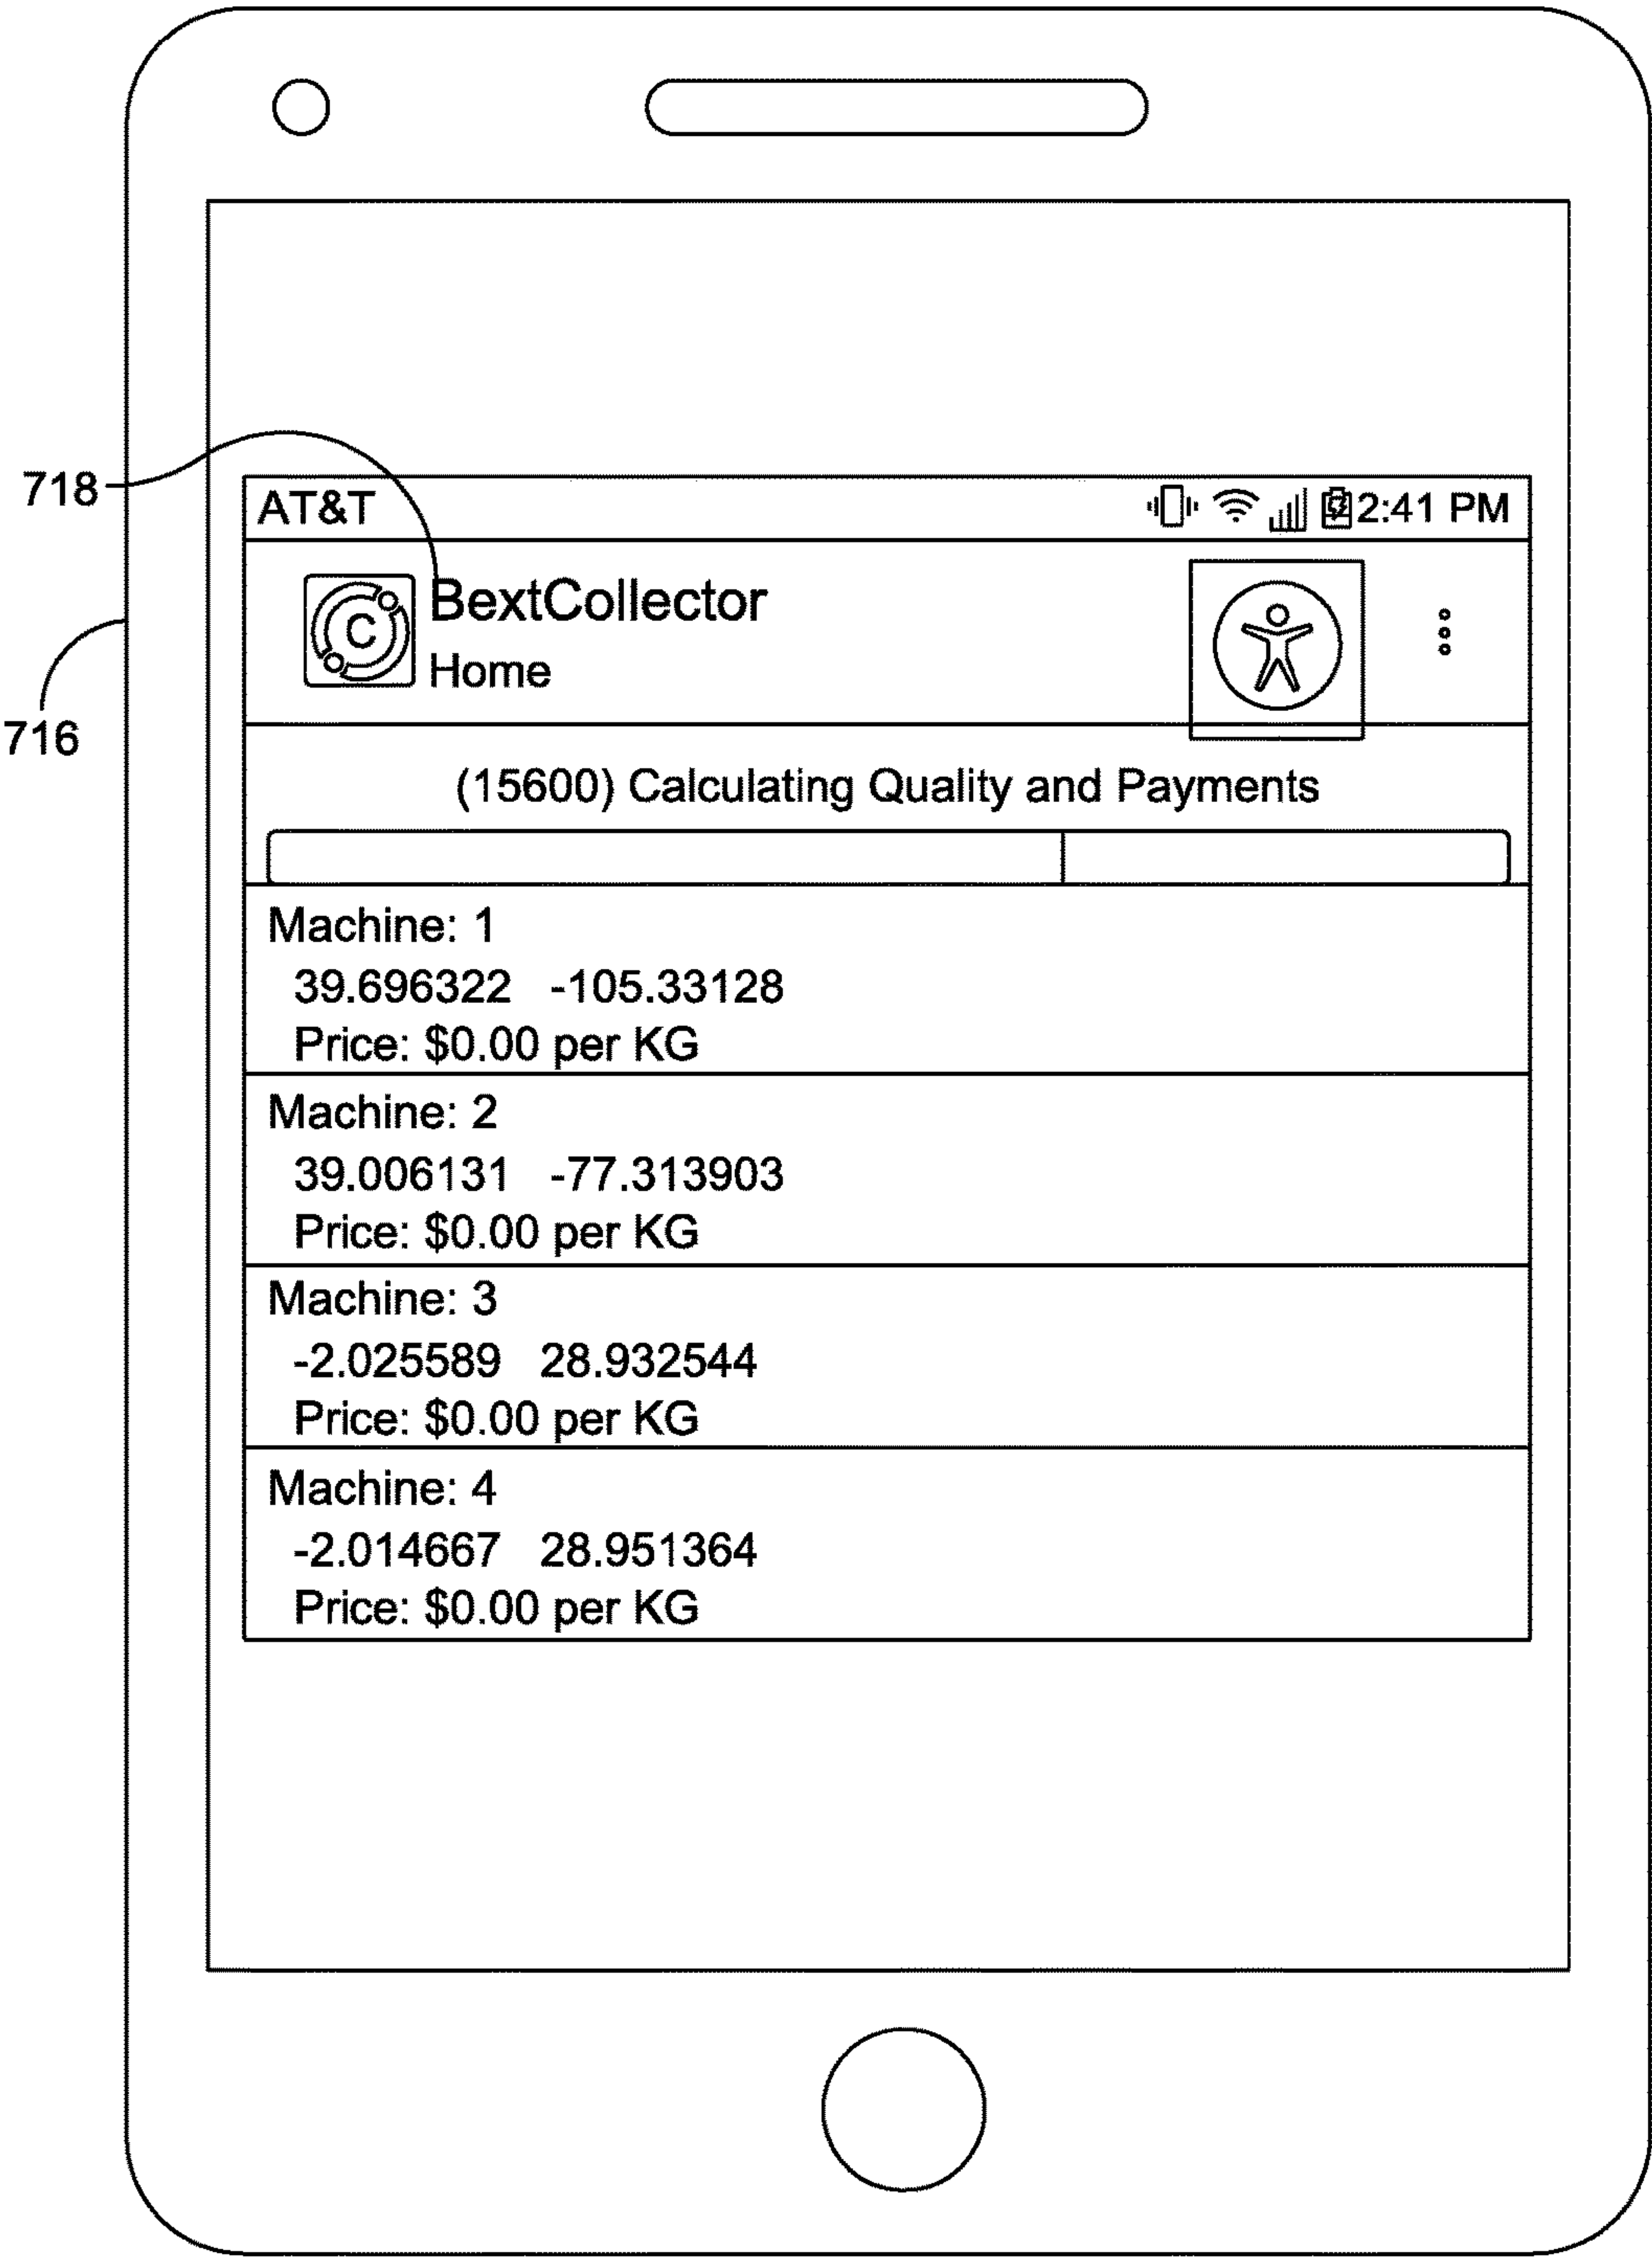 718
AT&T 2:41 PM
C
BextCollector
Home
716
(15600) Calculating Quality and Payments
Machine: 1
39.696322 -105.33128
Price: $0.00 per KG
Machine: 2
39.006131 -77.313903
Price: $0.00 per KG
Machine: 3
-2.025589 28.932544
Price: $0.00 per KG
Machine: 4
-2.014667 28.951364
Price: $0.00 per KG